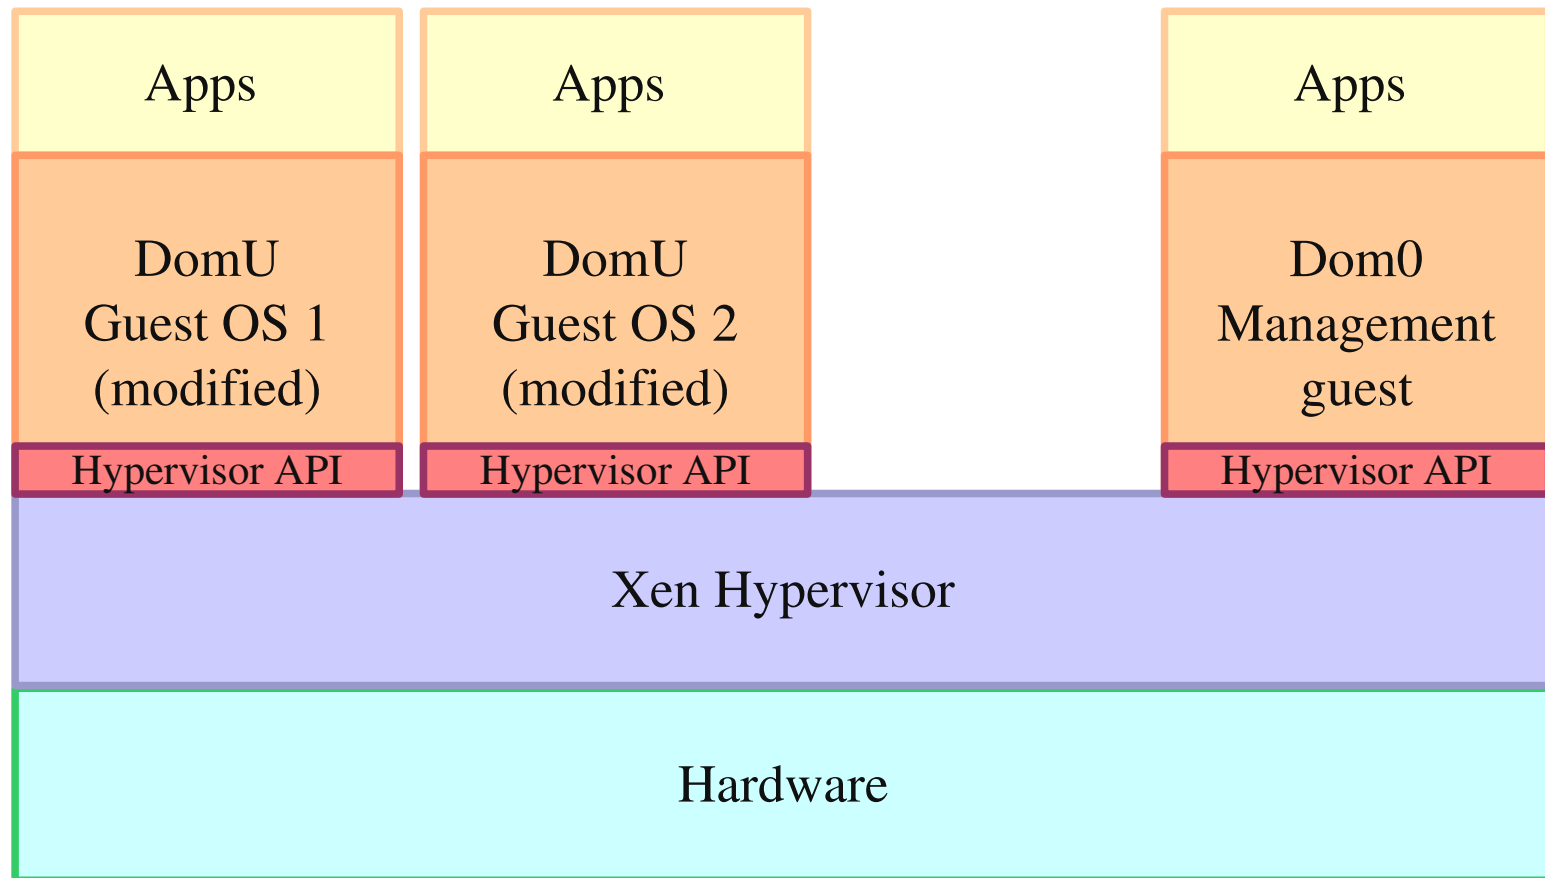 Apps
Apps
Apps
DomU
Guest OS 1
(modified)
DomU
Guest OS 2
(modified)
Dom0
Management
guest
Hypervisor API
Hypervisor API
Hypervisor API
Xen Hypervisor
Hardware